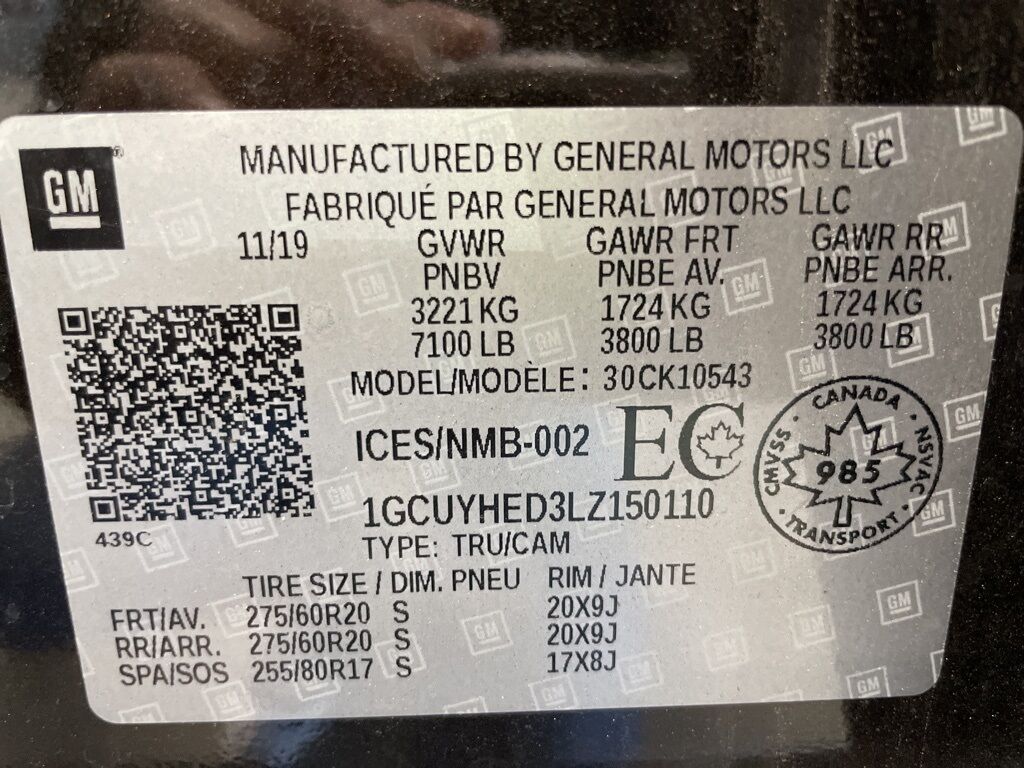 GM
MANUFACTURED BY GENERAL MOTORS LLC
FABRIQUÉ PAR GENERAL MOTORS LLC
11/19 GVWR GAWR FRT GAWR RR
PNBV PNBE AV. PNBE ARR.
3221 KG 1724 KG 1724 KG
7100 LB 3800 LB 3800 LB
MODEL/MODÈLE: 30CK10543
ICES/NMB-002 EC
CANADA
CMVSS 985 NSVAC
TRANSPORT
1GCUYHED3LZ150110
439C
TYPE: TRU/CAM
TIRE SIZE / DIM. PNEU RIM / JANTE
FRT/AV. 275/60R20 S 20X9J
RR/ARR. 275/60R20 S 20X9J
SPA/SOS 255/80R17 S 17X8J